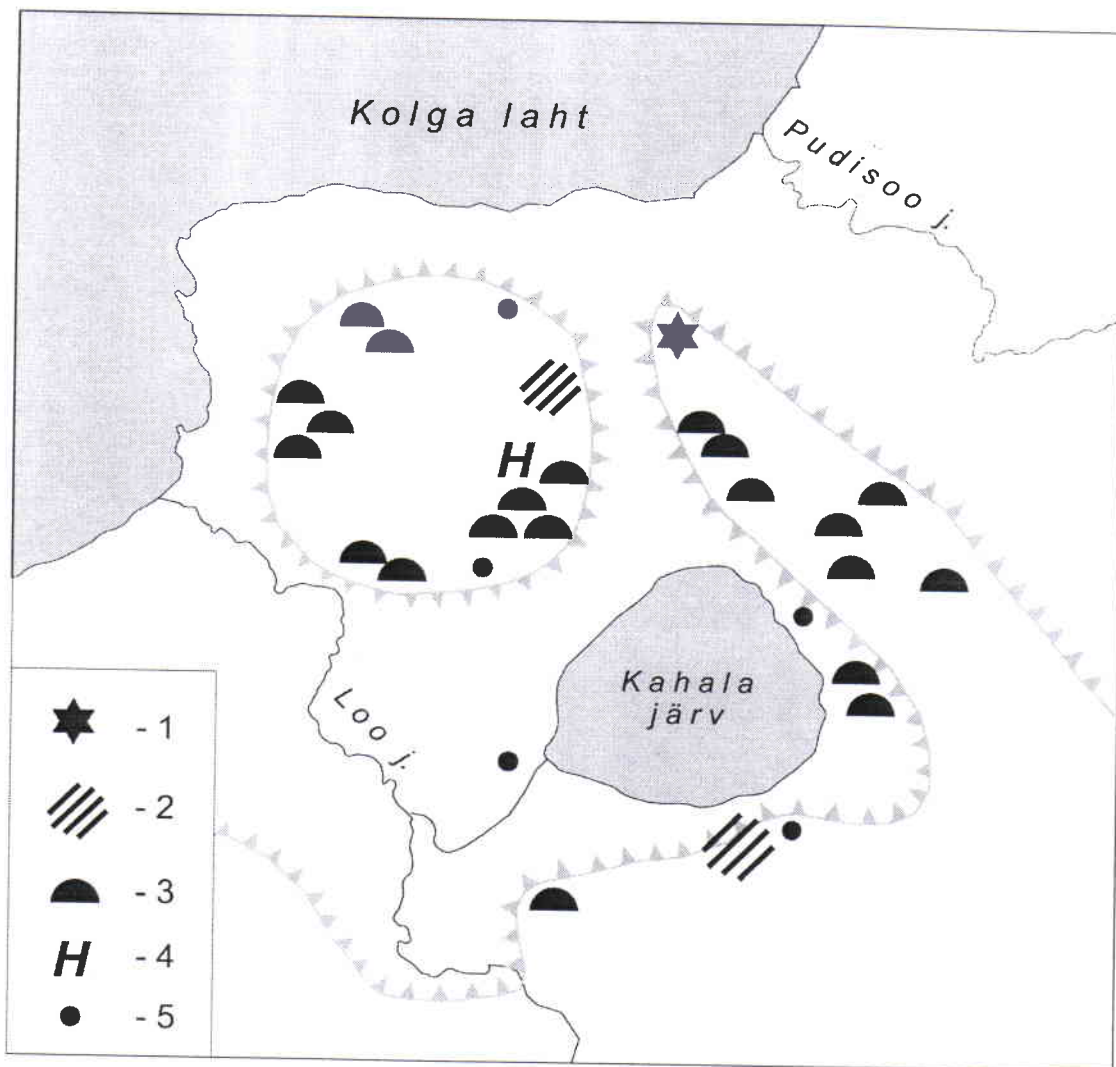 Kolga laht
Pudisoo j.
H
Kahala
järv
Loo j.
- 1
- 2
- 3
H - 4
- 5